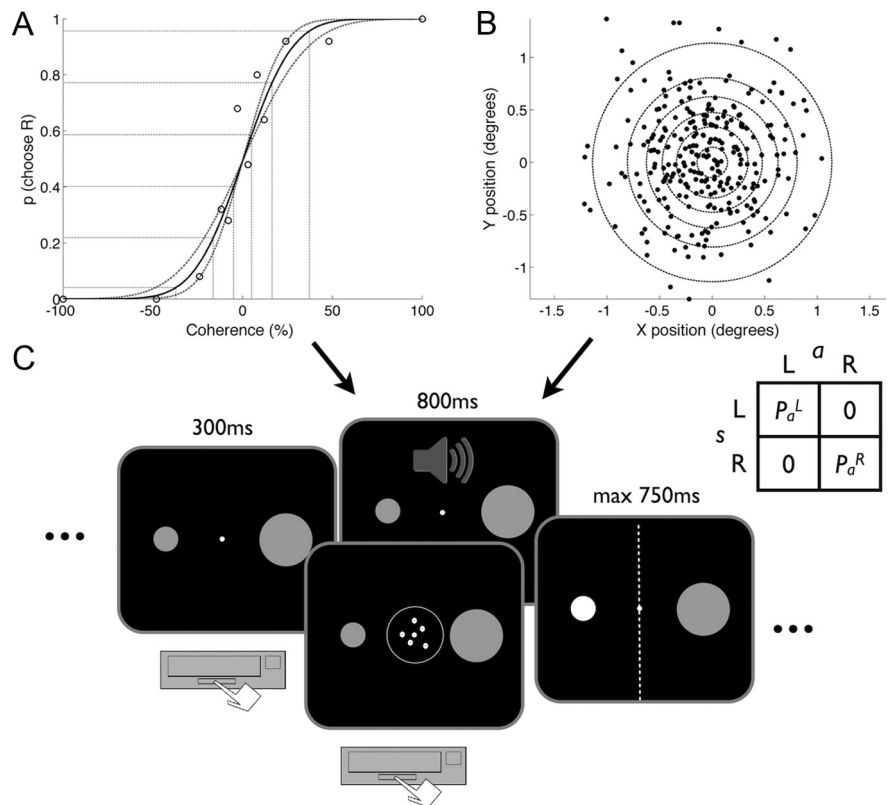 A
p (choose R)
1
0.8
0.6
0.4
0.2
0
-100
-50
0
50
100
Coherence (%)
B
Y position (degrees)
1
0.5
0
-0.5
-1
-1.5
-1
-0.5
0
0.5
1
1.5
X position (degrees)
C
300ms
800ms
max 750ms
a
L R
s
L PaL 0
R 0 PaR